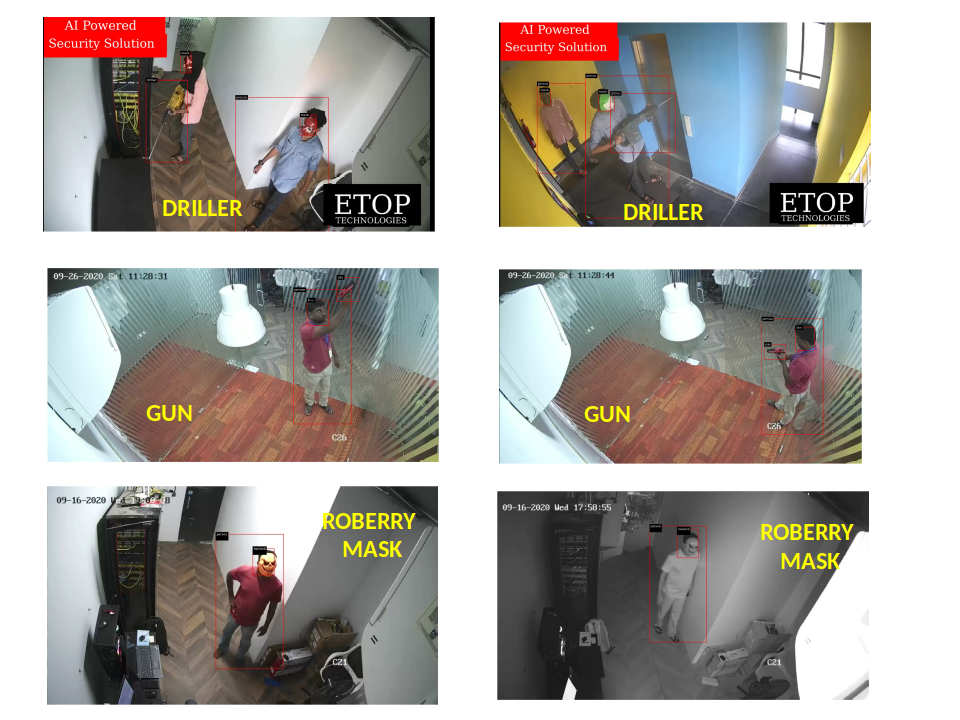 AI Powered
Security Solution
DRILLER
ETOP
TECHNOLOGIES
AI Powered
Security Solution
DRILLER
ETOP
TECHNOLOGIES
09-26-2020 Sat 11:28:31
GUN
C26
09-26-2020 Sat 11:28:44
GUN
C26
09-16-2020
ROBERRY
MASK
C21
09-16-2020 Wed 17:58:55
ROBERRY
MASK
C21